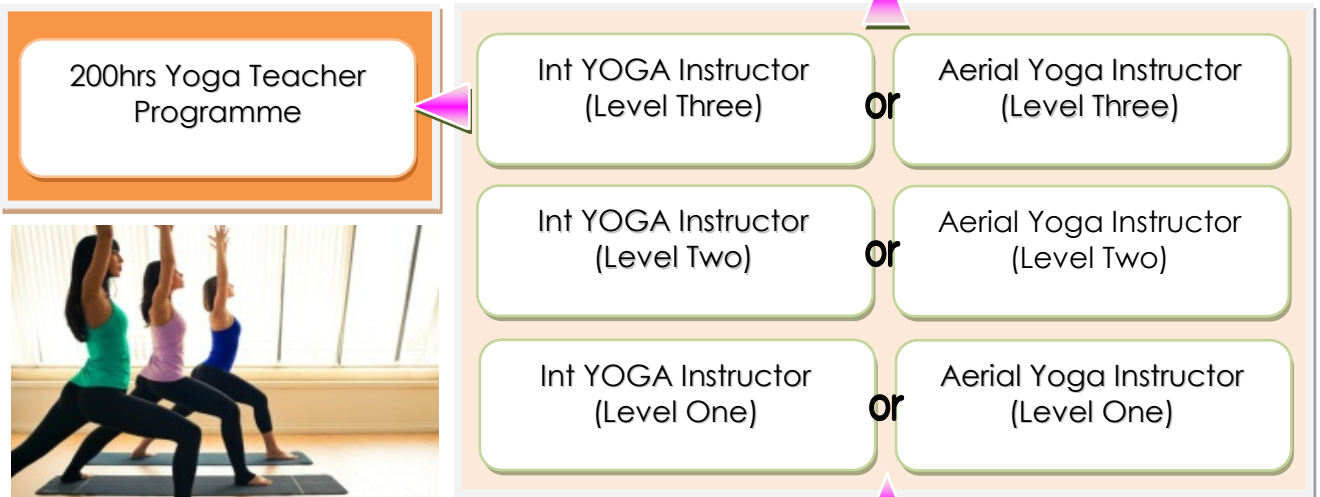 200hrs Yoga Teacher
Programme
Int YOGA Instructor
(Level Three)
or
Aerial Yoga Instructor
(Level Three)
Int YOGA Instructor
(Level Two)
or
Aerial Yoga Instructor
(Level Two)
Int YOGA Instructor
(Level One)
or
Aerial Yoga Instructor
(Level One)